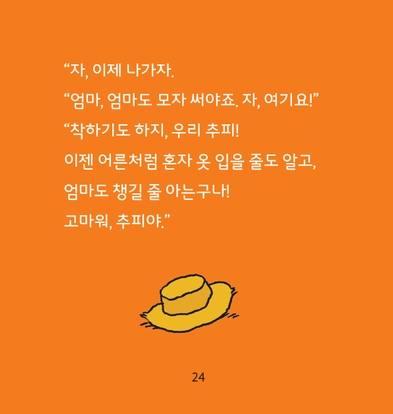 “자, 이제 나가자.
“엄마, 엄마도 모자 써야죠. 자, 여기요!”
“착하기도 하지, 우리 추피!
이젠 어른처럼 혼자 옷 입을 줄도 알고,
엄마도 챙길 줄 아는구나!
고마워, 추피야.”
24